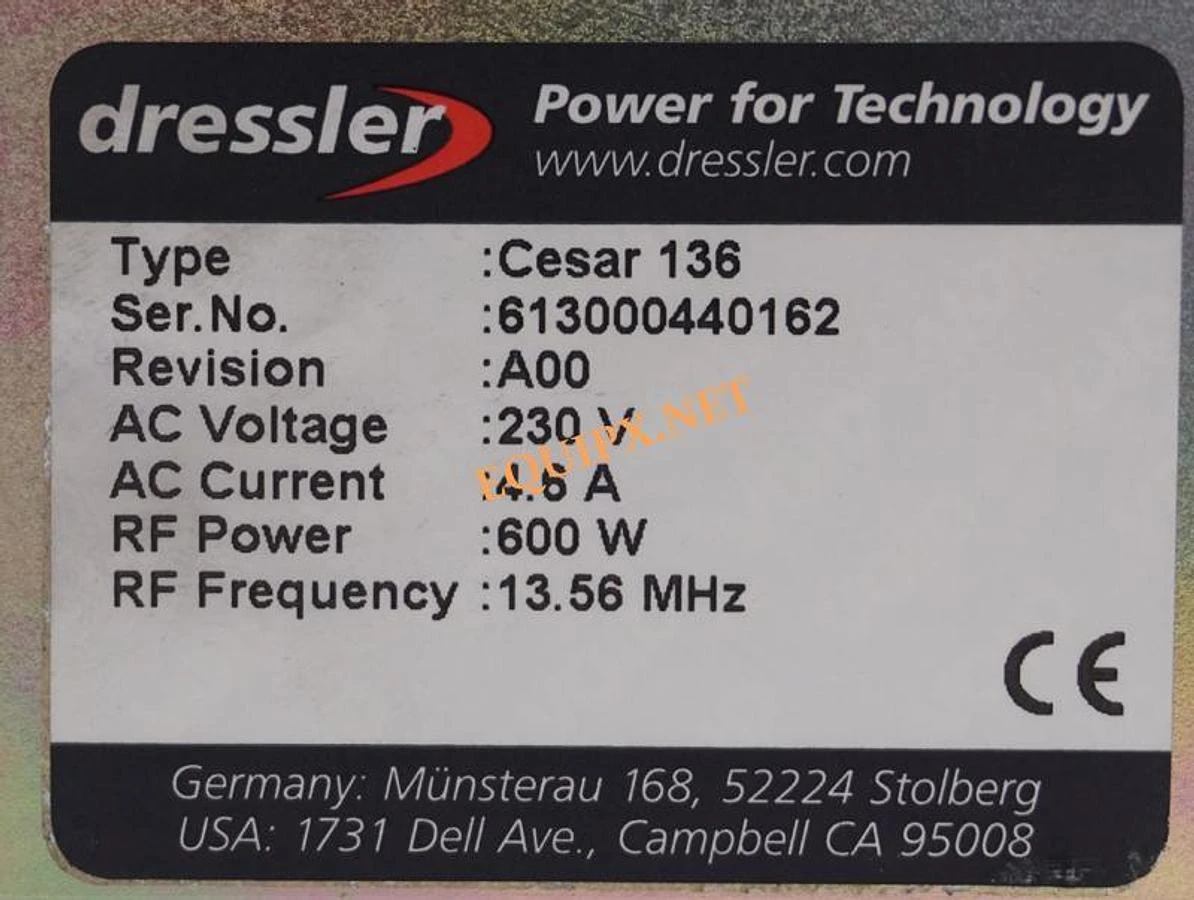 dressler
Power for Technology
www.dressler.com
Type :Cesar 136
Ser.No. :613000440162
Revision :A00
AC Voltage :230 V
AC Current :4.6 A
RF Power :600 W
RF Frequency :13.56 MHz
EQUIPX.NET
CE
Germany: Münsterau 168, 52224 Stolberg
USA: 1731 Dell Ave., Campbell CA 95008